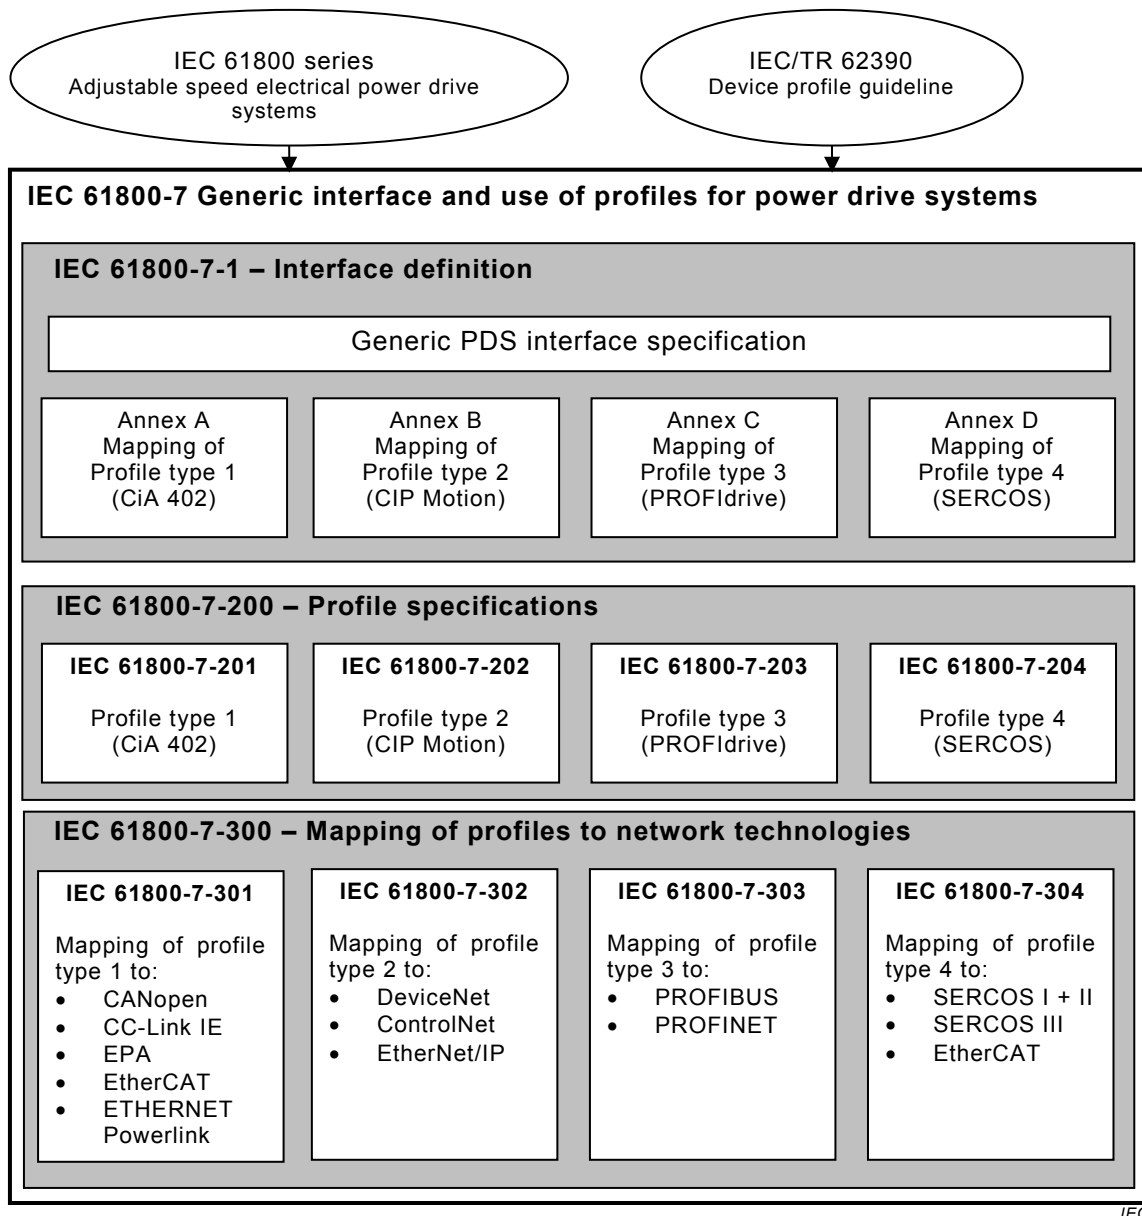 IEC 61800 series
Adjustable speed electrical power drive
systems
IEC/TR 62390
Device profile guideline
IEC 61800-7 Generic interface and use of profiles for power drive systems
IEC 61800-7-1 – Interface definition
Generic PDS interface specification
Annex A
Mapping of
Profile type 1
(CiA 402)
Annex B
Mapping of
Profile type 2
(CIP Motion)
Annex C
Mapping of
Profile type 3
(PROFIdrive)
Annex D
Mapping of
Profile type 4
(SERCOS)
IEC 61800-7-200 – Profile specifications
IEC 61800-7-201
Profile type 1
(CiA 402)
IEC 61800-7-202
Profile type 2
(CIP Motion)
IEC 61800-7-203
Profile type 3
(PROFIdrive)
IEC 61800-7-204
Profile type 4
(SERCOS)
IEC 61800-7-300 – Mapping of profiles to network technologies
IEC 61800-7-301
Mapping of profile
type 1 to:
• CANopen
• CC-Link IE
• EPA
• EtherCAT
• ETHERNET
Powerlink
IEC 61800-7-302
Mapping of profile
type 2 to:
• DeviceNet
• ControlNet
• EtherNet/IP
IEC 61800-7-303
Mapping of profile
type 3 to:
• PROFIBUS
• PROFINET
IEC 61800-7-304
Mapping of profile
type 4 to:
• SERCOS I + II
• SERCOS III
• EtherCAT
IEC